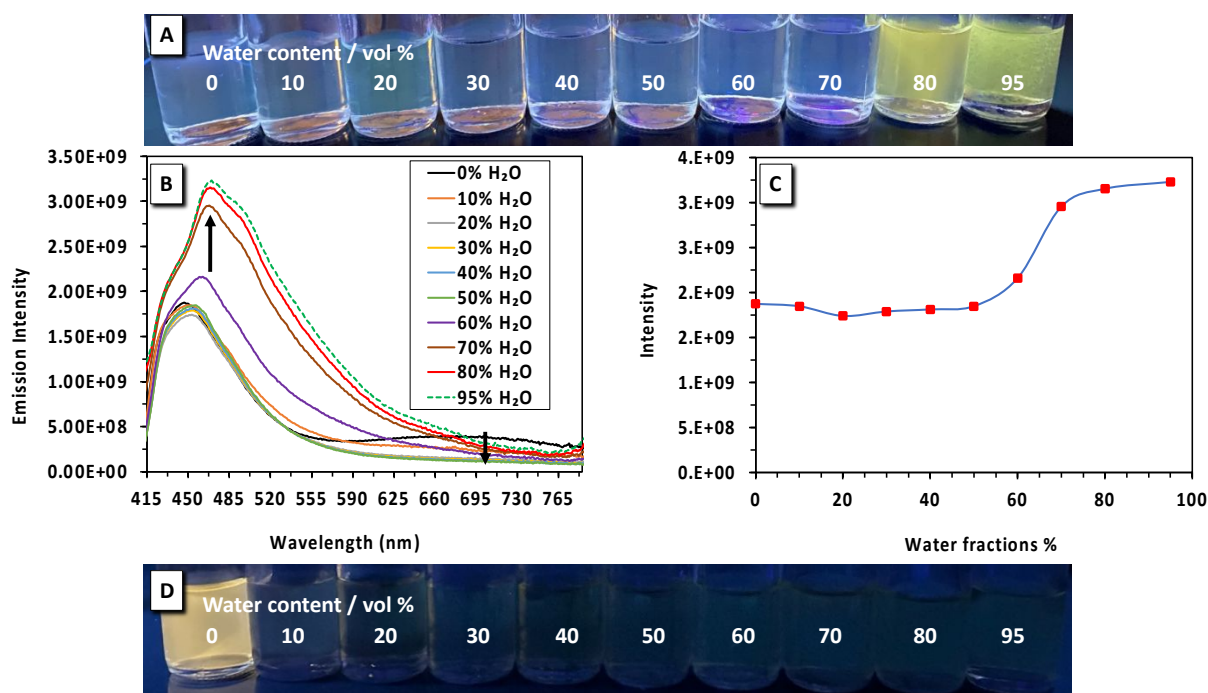 A
Water content / vol %
0 10 20 30 40 50 60 70 80 95
B
3.50E+09
3.00E+09
2.50E+09
2.00E+09
1.50E+09
1.00E+09
5.00E+08
0.00E+00
Emission Intensity
415 450 485 520 555 590 625 660 695 730 765
Wavelength (nm)
0% H₂O
10% H₂O
20% H₂O
30% H₂O
40% H₂O
50% H₂O
60% H₂O
70% H₂O
80% H₂O
95% H₂O
C
4.E+09
3.E+09
3.E+09
2.E+09
2.E+09
1.E+09
5.E+08
0.E+00
Intensity
0 20 40 60 80 100
Water fractions %
D
Water content / vol %
0 10 20 30 40 50 60 70 80 95